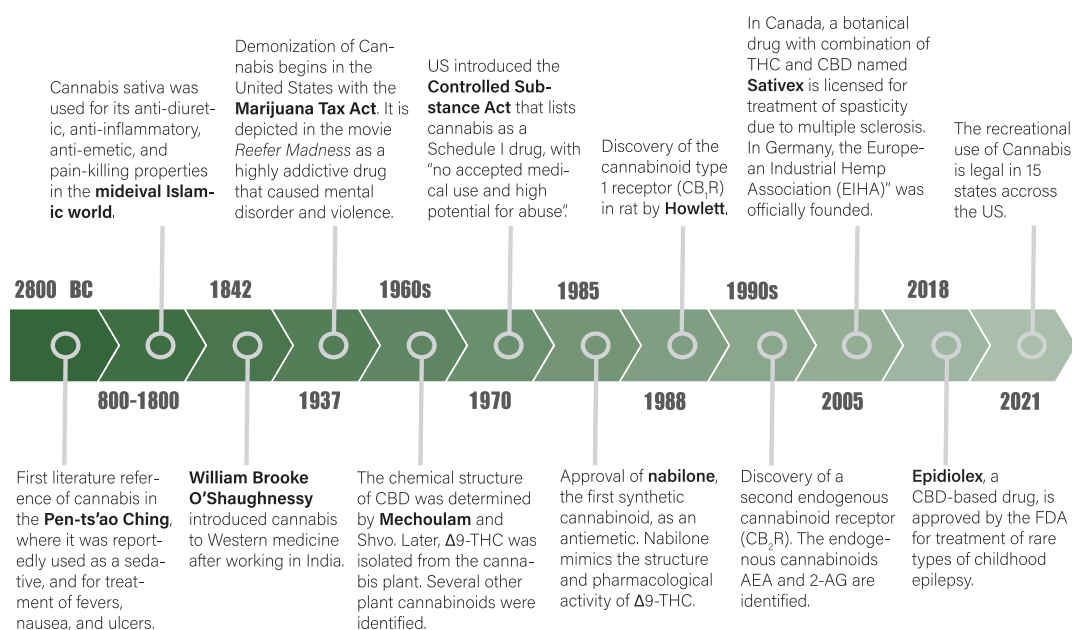 Cannabis sativa was
used for its anti-diuret-
ic, anti-inflammatory,
anti-emetic, and
pain-killing properties
in the mideival Islam-
ic world.
Demonization of Can-
nabis begins in the
United States with the
Marijuana Tax Act. It is
depicted in the movie
Reefer Madness as a
highly addictive drug
that caused mental
disorder and violence.
US introduced the
Controlled Sub-
stance Act that lists
cannabis as a
Schedule I drug, with
“no accepted medi-
cal use and high
potential for abuse”.
Discovery of the
cannabinoid type
1 receptor (CB₁R)
in rat by Howlett.
In Canada, a botanical
drug with combination of
THC and CBD named
Sativex is licensed for
treatment of spasticity
due to multiple sclerosis.
In Germany, the Europe-
an Industrial Hemp
Association (EIHA)” was
officially founded.
The recreational
use of Cannabis
is legal in 15
states accross
the US.
2800 BC
1842
1960s
1985
1990s
2018
800-1800
1937
1970
1988
2005
2021
First literature refer-
ence of cannabis in
the Pen-ts’ao Ching,
where it was report-
edly used as a seda-
tive, and for treat-
ment of fevers,
nausea, and ulcers.
William Brooke
O’Shaughnessy
introduced cannabis
to Western medicine
after working in India.
The chemical structure
of CBD was determined
by Mechoulam and
Shvo. Later, Δ9-THC was
isolated from the canna-
bis plant. Several other
plant cannabinoids were
identified.
Approval of nabilone,
the first synthetic
cannabinoid, as an
antiemetic. Nabilone
mimics the structure
and pharmacological
activity of Δ9-THC.
Discovery of a
second endogenous
cannabinoid receptor
(CB₂R). The endoge-
nous cannabinoids
AEA and 2-AG are
identified.
Epidiolex, a
CBD-based drug, is
approved by the FDA
for treatment of rare
types of childhood
epilepsy.